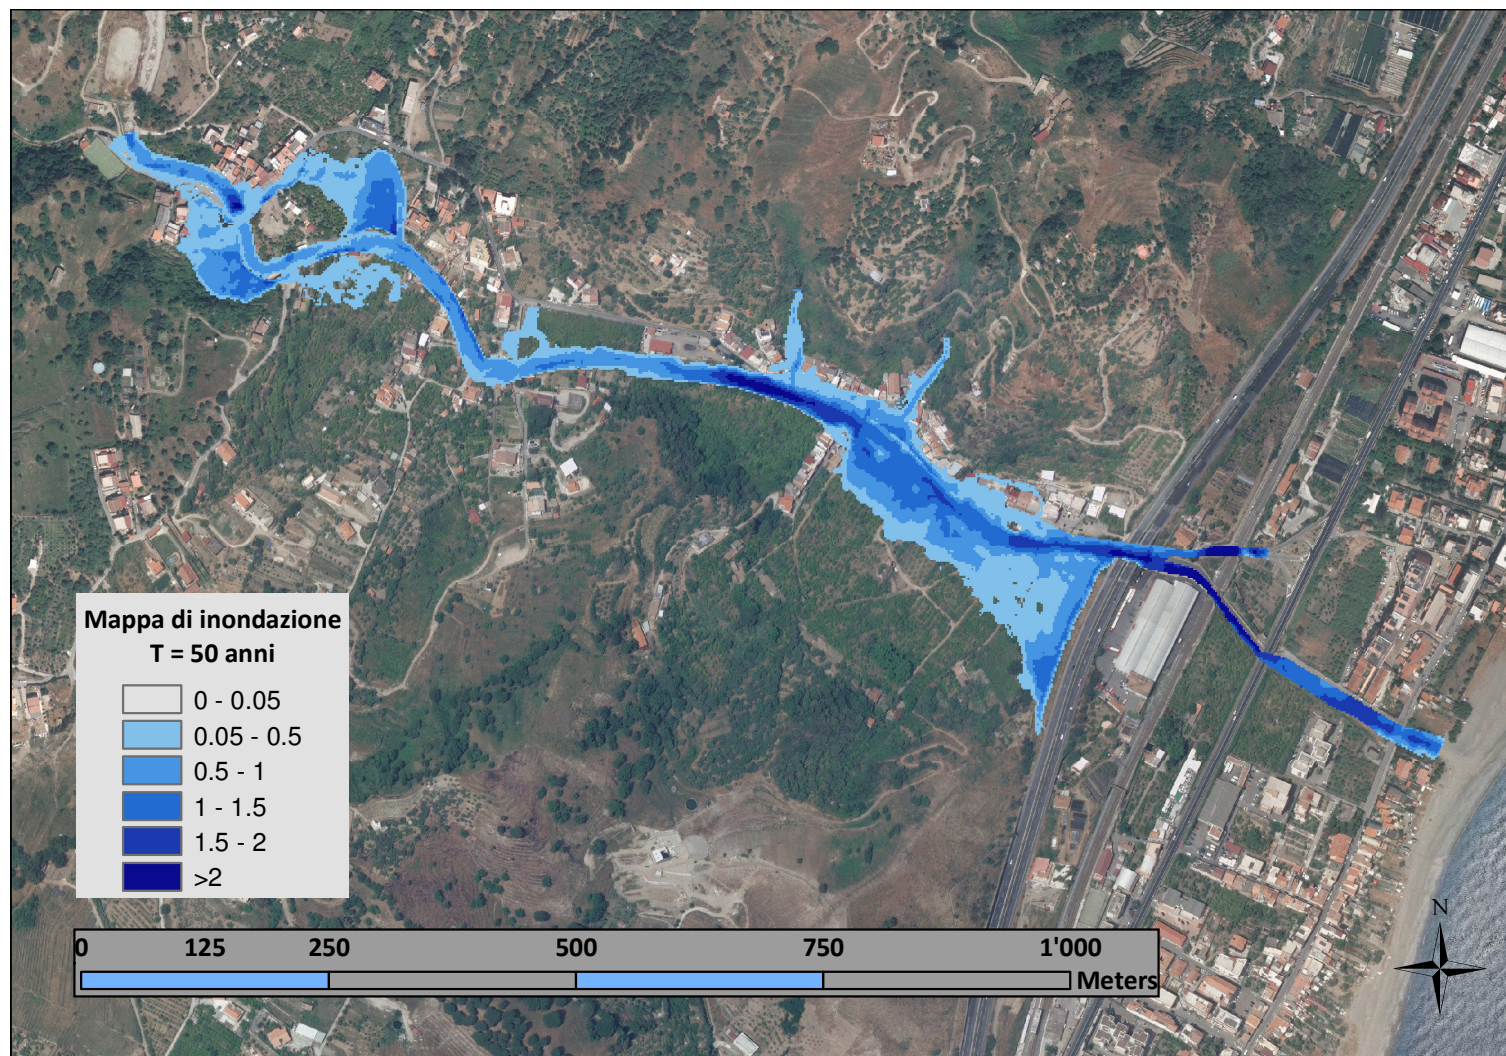 Mappa di inondazione
T = 50 anni
0 - 0.05
0.05 - 0.5
0.5 - 1
1 - 1.5
1.5 - 2
>2
0 125 250 500 750 1'000
Meters
N